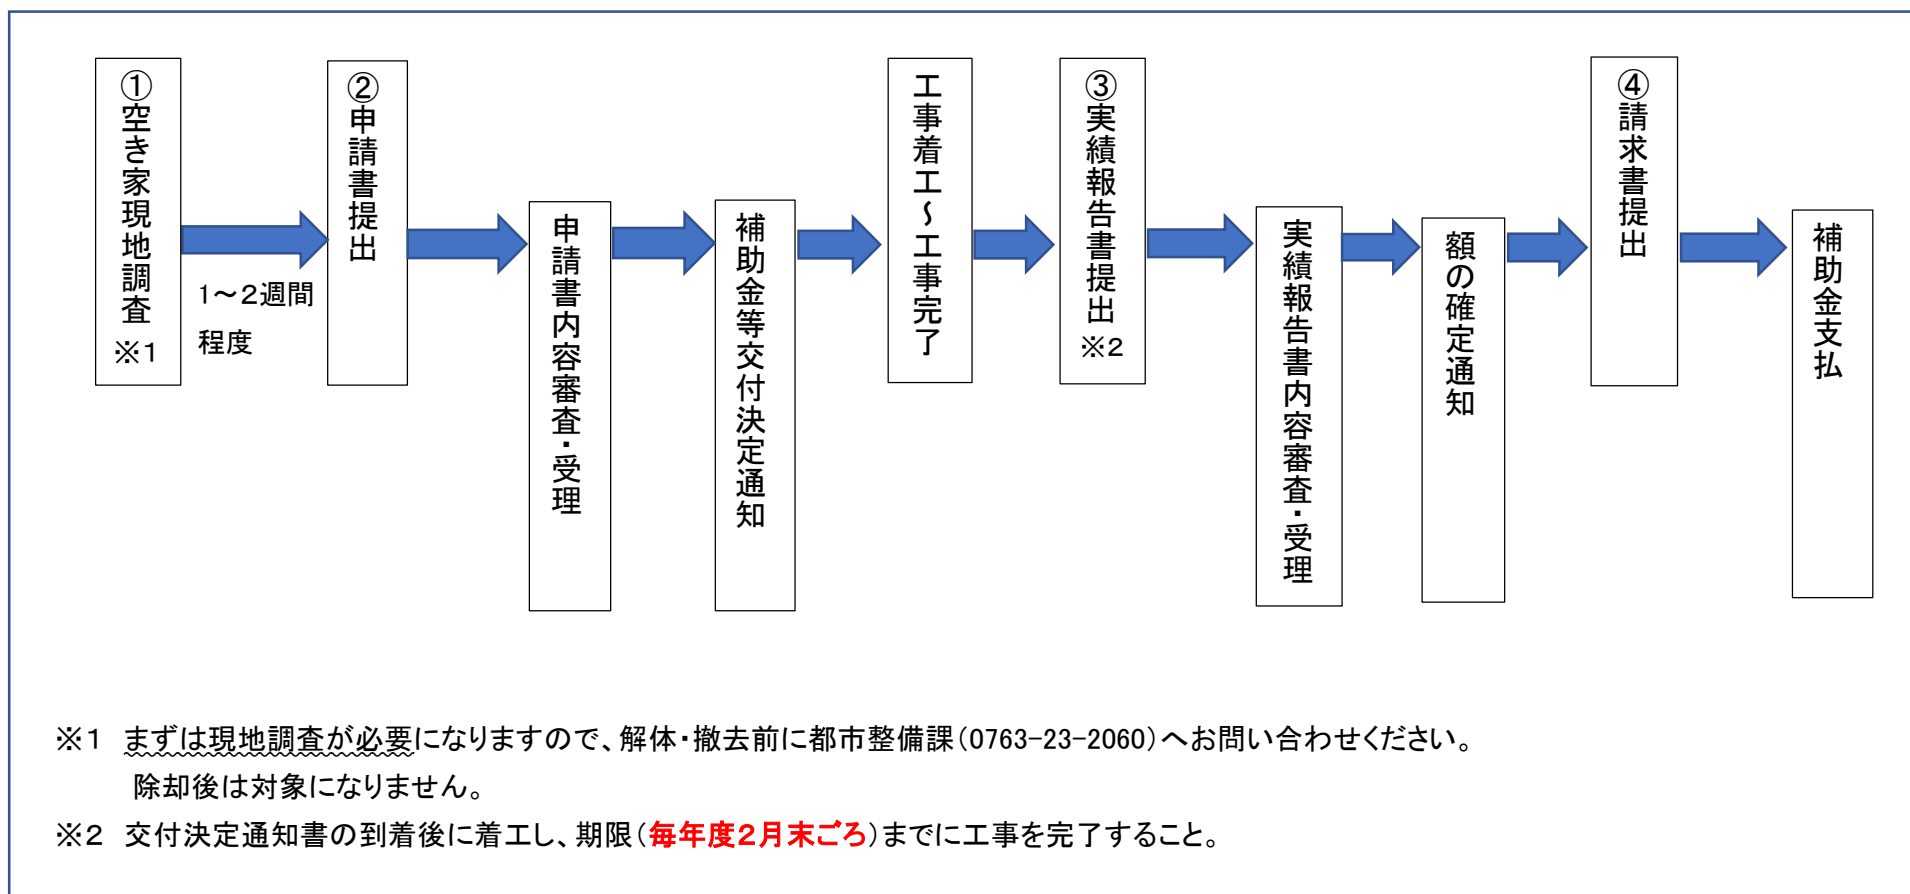 ①空き家現地調査
※1
1～2週間
程度
②申請書提出
申請書内容審査・受理
補助金等交付決定通知
工事着工～工事完了
③実績報告書提出
※2
実績報告書内容審査・受理
額の確定通知
④請求書提出
補助金支払
※1　まずは現地調査が必要になりますので、解体・撤去前に都市整備課（0763-23-2060）へお問い合わせください。
除却後は対象になりません。
※2　交付決定通知書の到着後に着工し、期限（毎年度2月末ごろ）までに工事を完了すること。